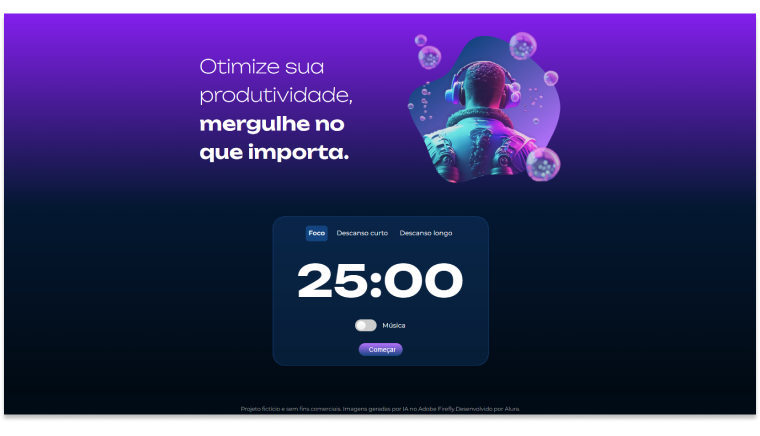 Otimize sua
produtividade,
mergulhe no
que importa.
Foco Descanso curto Descanso longo
25:00
Música
Começar
Projeto fictício e sem fins comerciais. Imagens geradas por IA no Adobe Firefly. Desenvolvido por Alura.